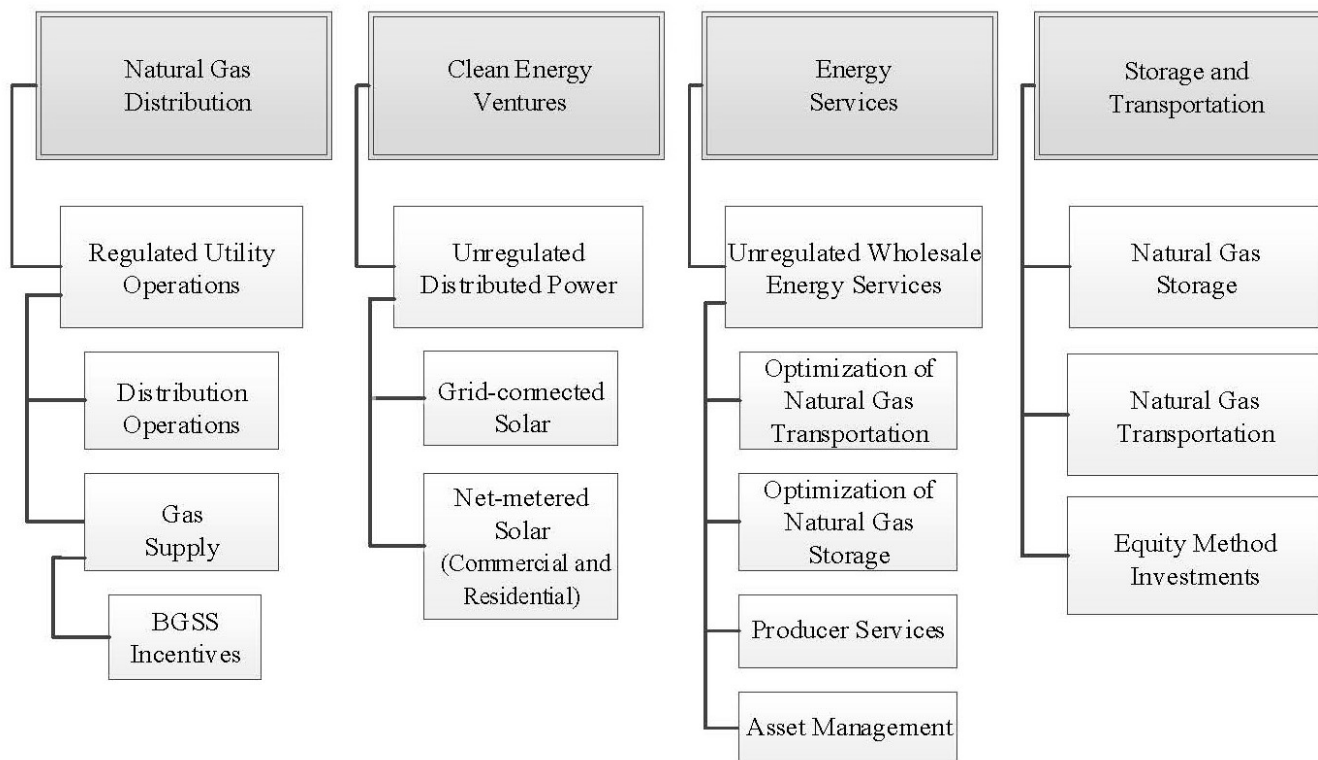 Natural Gas
Distribution
Regulated Utility
Operations
Distribution
Operations
Gas
Supply
BGSS
Incentives
Clean Energy
Ventures
Unregulated
Distributed Power
Grid-connected
Solar
Net-metered
Solar
(Commercial and
Residential)
Energy
Services
Unregulated Wholesale
Energy Services
Optimization of
Natural Gas
Transportation
Optimization of
Natural Gas
Storage
Producer Services
Asset Management
Storage and
Transportation
Natural Gas
Storage
Natural Gas
Transportation
Equity Method
Investments